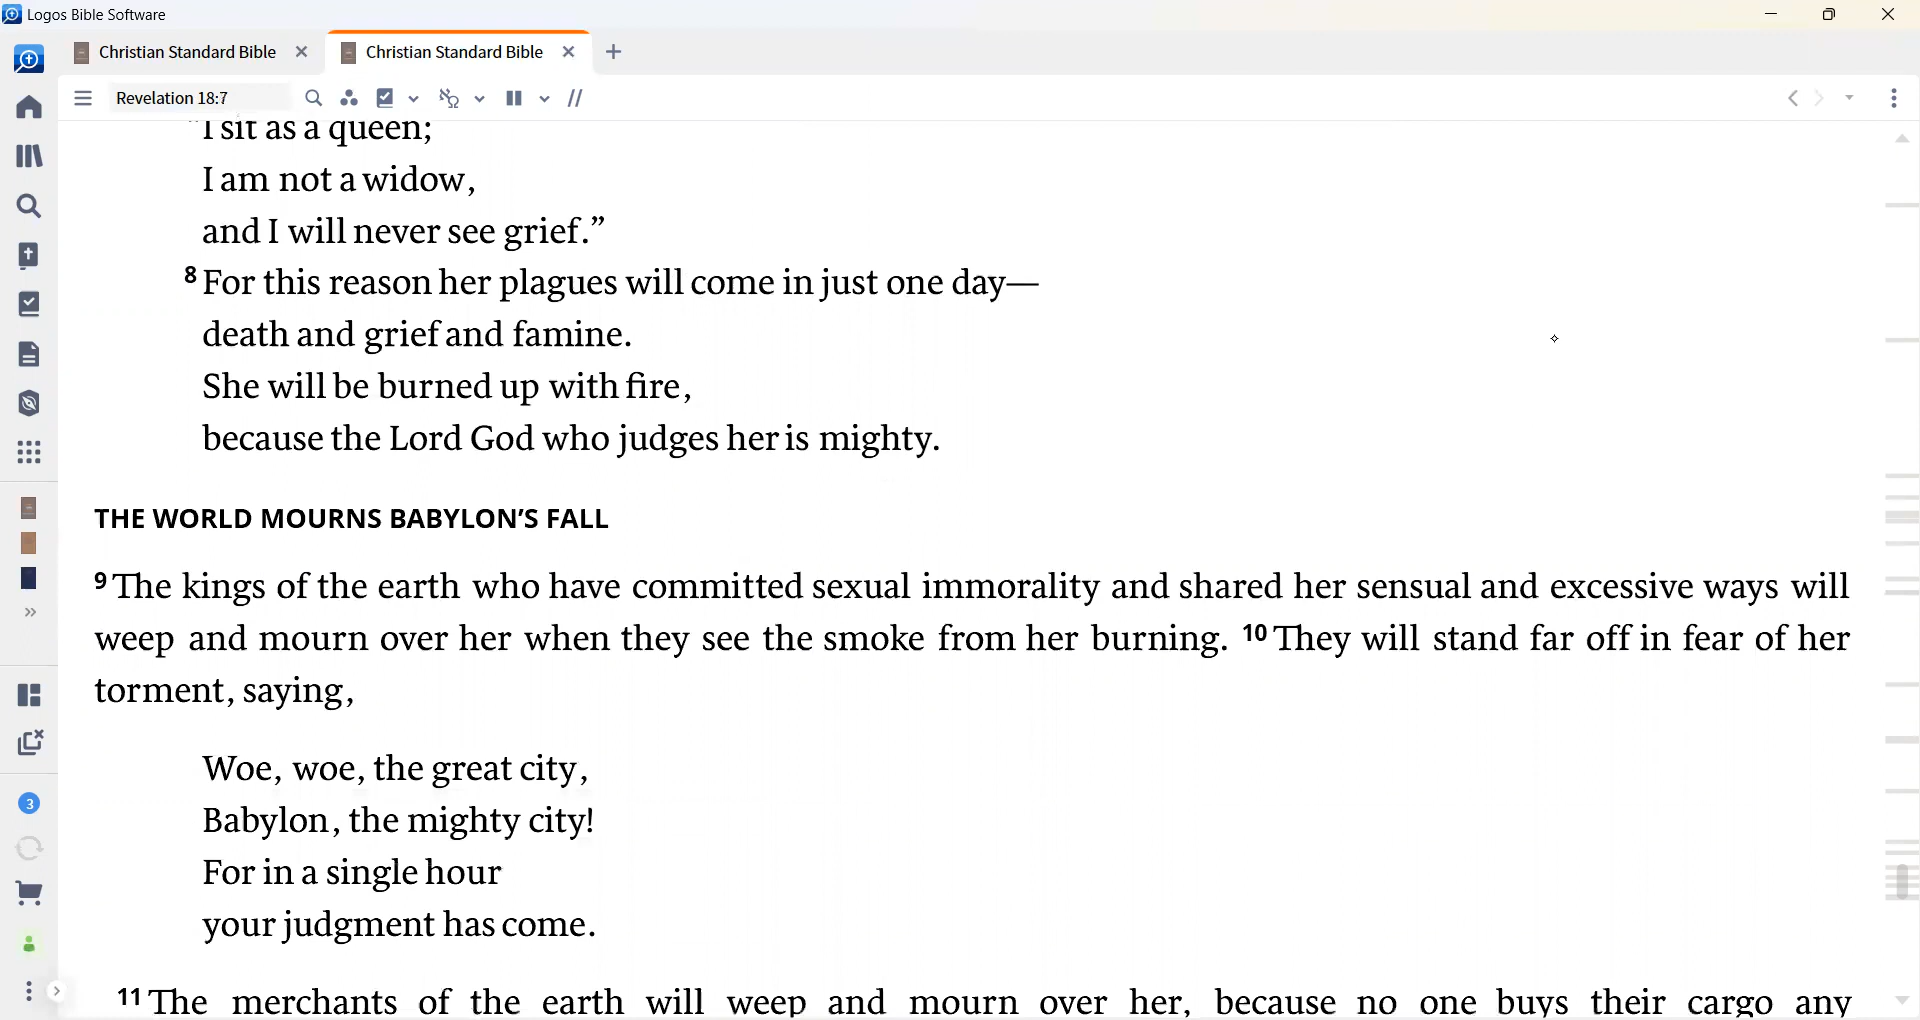 Logos Bible Software
Christian Standard Bible
Christian Standard Bible
Revelation 18:7
“I sit as a queen;
I am not a widow,
and I will never see grief.”
8 For this reason her plagues will come in just one day—
death and grief and famine.
She will be burned up with fire,
because the Lord God who judges her is mighty.
THE WORLD MOURNS BABYLON’S FALL
9 The kings of the earth who have committed sexual immorality and shared her sensual and excessive ways will
weep and mourn over her when they see the smoke from her burning. 10 They will stand far off in fear of her
torment, saying,
Woe, woe, the great city,
Babylon, the mighty city!
For in a single hour
your judgment has come.
3
11 The merchants of the earth will weep and mourn over her, because no one buys their cargo any